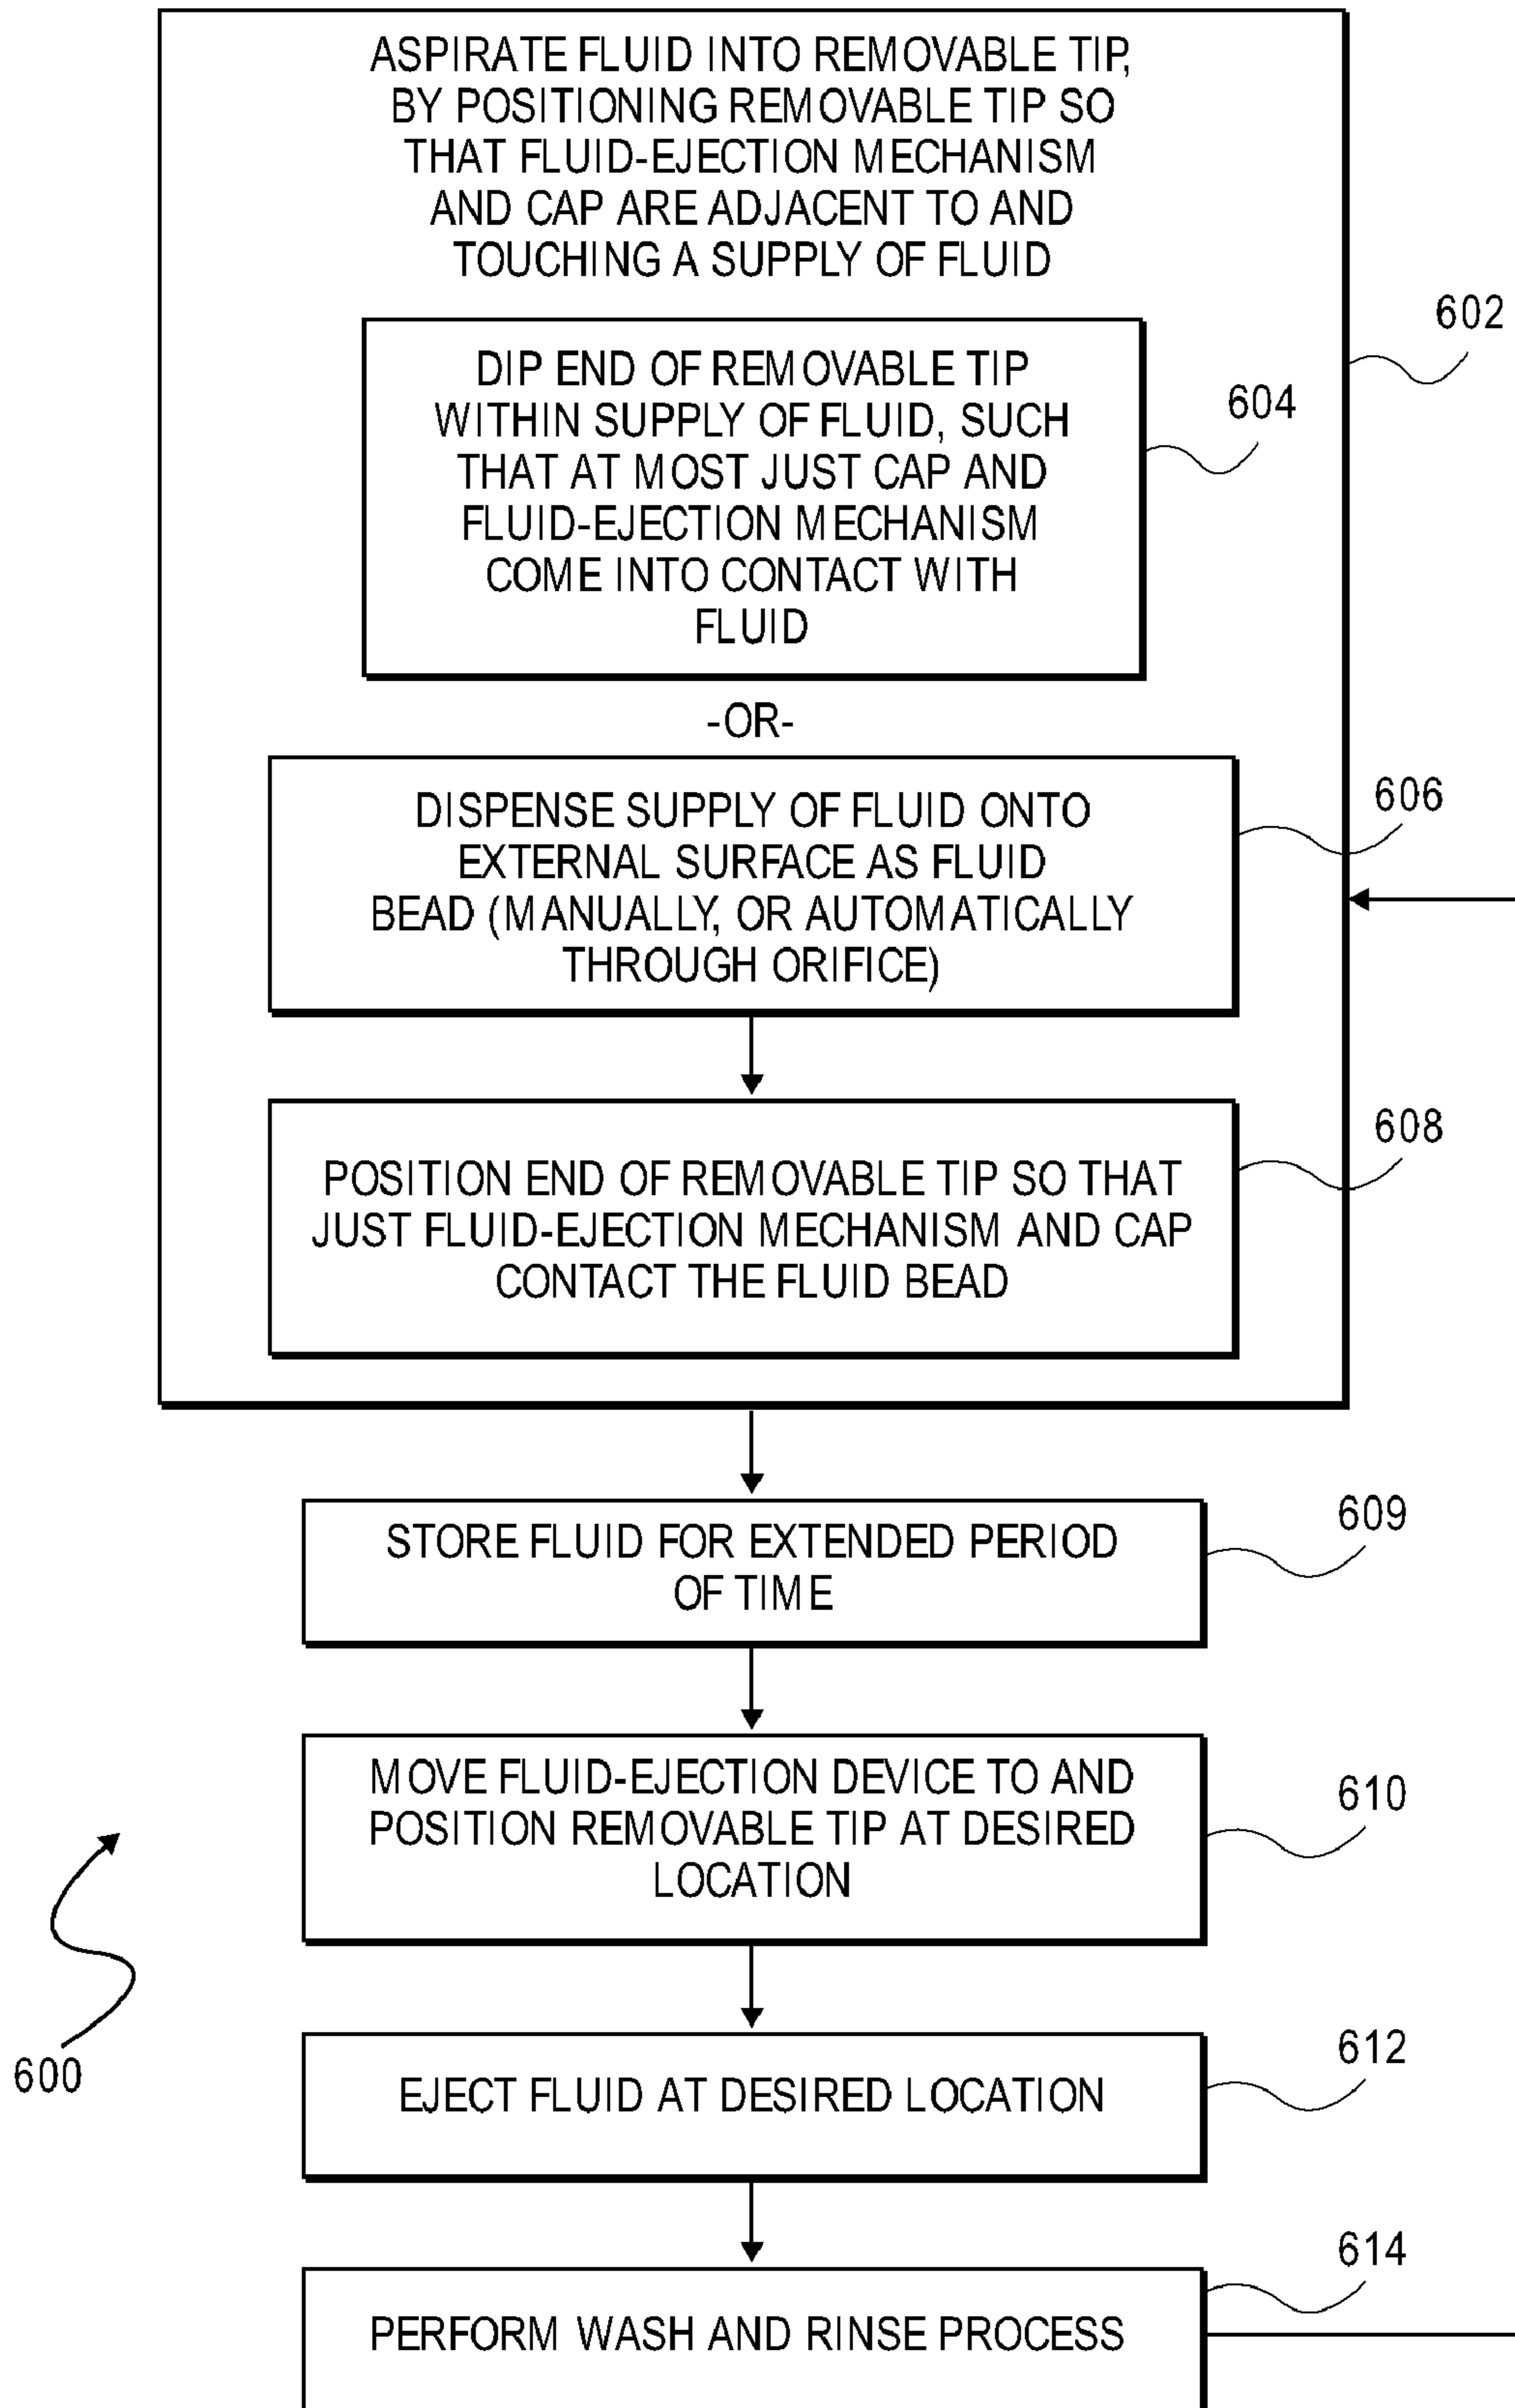 ASPIRATE FLUID INTO REMOVABLE TIP,
BY POSITIONING REMOVABLE TIP SO
THAT FLUID-EJECTION MECHANISM
AND CAP ARE ADJACENT TO AND
TOUCHING A SUPPLY OF FLUID
602
DIP END OF REMOVABLE TIP
WITHIN SUPPLY OF FLUID, SUCH
THAT AT MOST JUST CAP AND
FLUID-EJECTION MECHANISM
COME INTO CONTACT WITH
FLUID
604
-OR-
DISPENSE SUPPLY OF FLUID ONTO
EXTERNAL SURFACE AS FLUID
BEAD (MANUALLY, OR AUTOMATICALLY
THROUGH ORIFICE)
606
POSITION END OF REMOVABLE TIP SO THAT
JUST FLUID-EJECTION MECHANISM AND CAP
CONTACT THE FLUID BEAD
608
STORE FLUID FOR EXTENDED PERIOD
OF TIME
609
MOVE FLUID-EJECTION DEVICE TO AND
POSITION REMOVABLE TIP AT DESIRED
LOCATION
610
EJECT FLUID AT DESIRED LOCATION
612
600
PERFORM WASH AND RINSE PROCESS
614